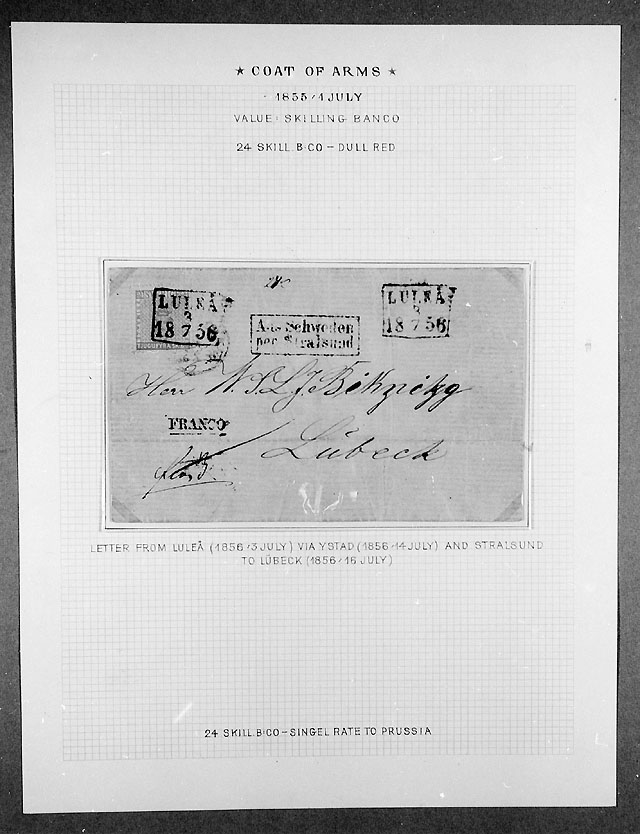 ★ COAT OF ARMS ★
1855/1 JULY
VALUE: SKILLING BANCO
24 SKILL. B:CO – DULL RED
LULEÅ
3
18 7 56
LULEÅ
3
18 7 56
Aus Schweden
per Stralsund
Herrn N. S. L. J.
FRANCO
Lübeck
LETTER FROM LULEÅ (1856/3 JULY) VIA YSTAD (1856/14 JULY) AND STRALSUND
TO LÜBECK (1856/16 JULY)
24 SKILL. B:CO – SINGEL RATE TO PRUSSIA